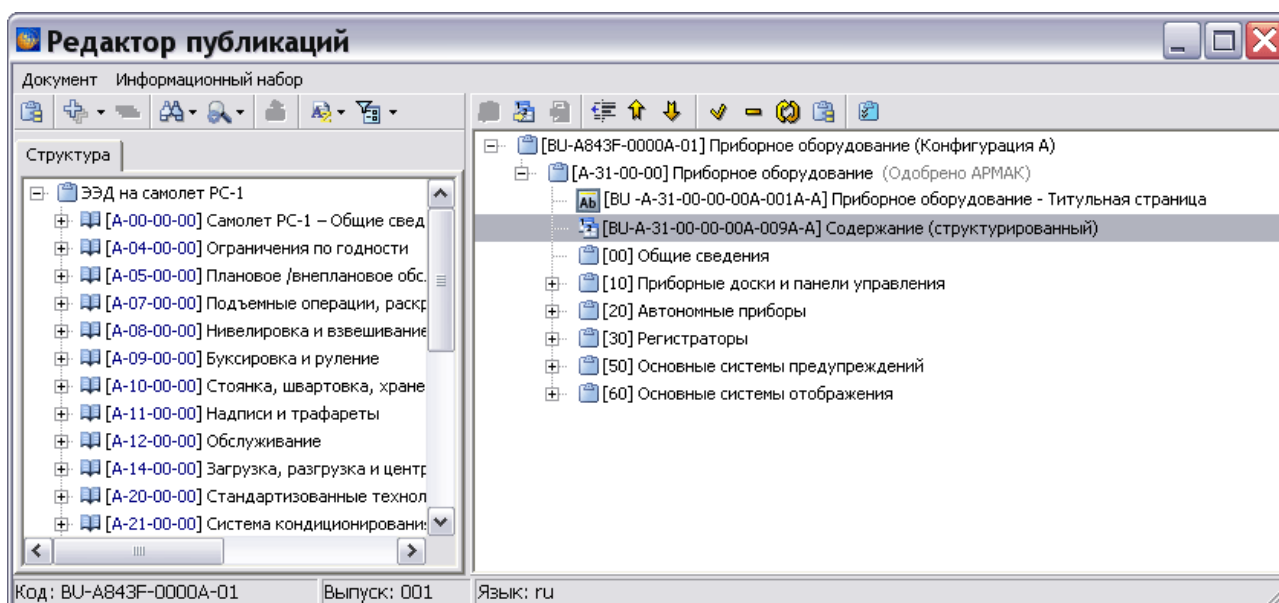 Редактор публикаций
Документ Информационный набор
Структура
ЭЭД на самолет РС-1
[A-00-00-00] Самолет РС-1 – Общие свед
[A-04-00-00] Ограничения по годности
[A-05-00-00] Плановое /внеплановое обс.
[A-07-00-00] Подъемные операции, раскр
[A-08-00-00] Нивелировка и взвешивание
[A-09-00-00] Буксировка и руление
[A-10-00-00] Стоянка, швартовка, хране
[A-11-00-00] Надписи и трафареты
[A-12-00-00] Обслуживание
[A-14-00-00] Загрузка, разгрузка и центр
[A-20-00-00] Стандартизованные технол
[A-21-00-00] Система кондиционировани
[BU-A843F-0000A-01] Приборное оборудование (Конфигурация А)
[A-31-00-00] Приборное оборудование (Одобрено АРМАК)
Ab [BU -A-31-00-00-00A-001A-A] Приборное оборудование - Титульная страница
[BU-A-31-00-00-00A-009A-A] Содержание (структурированный)
[00] Общие сведения
[10] Приборные доски и панели управления
[20] Автономные приборы
[30] Регистраторы
[50] Основные системы предупреждений
[60] Основные системы отображения
Код: BU-A843F-0000A-01 Выпуск: 001 Язык: ru